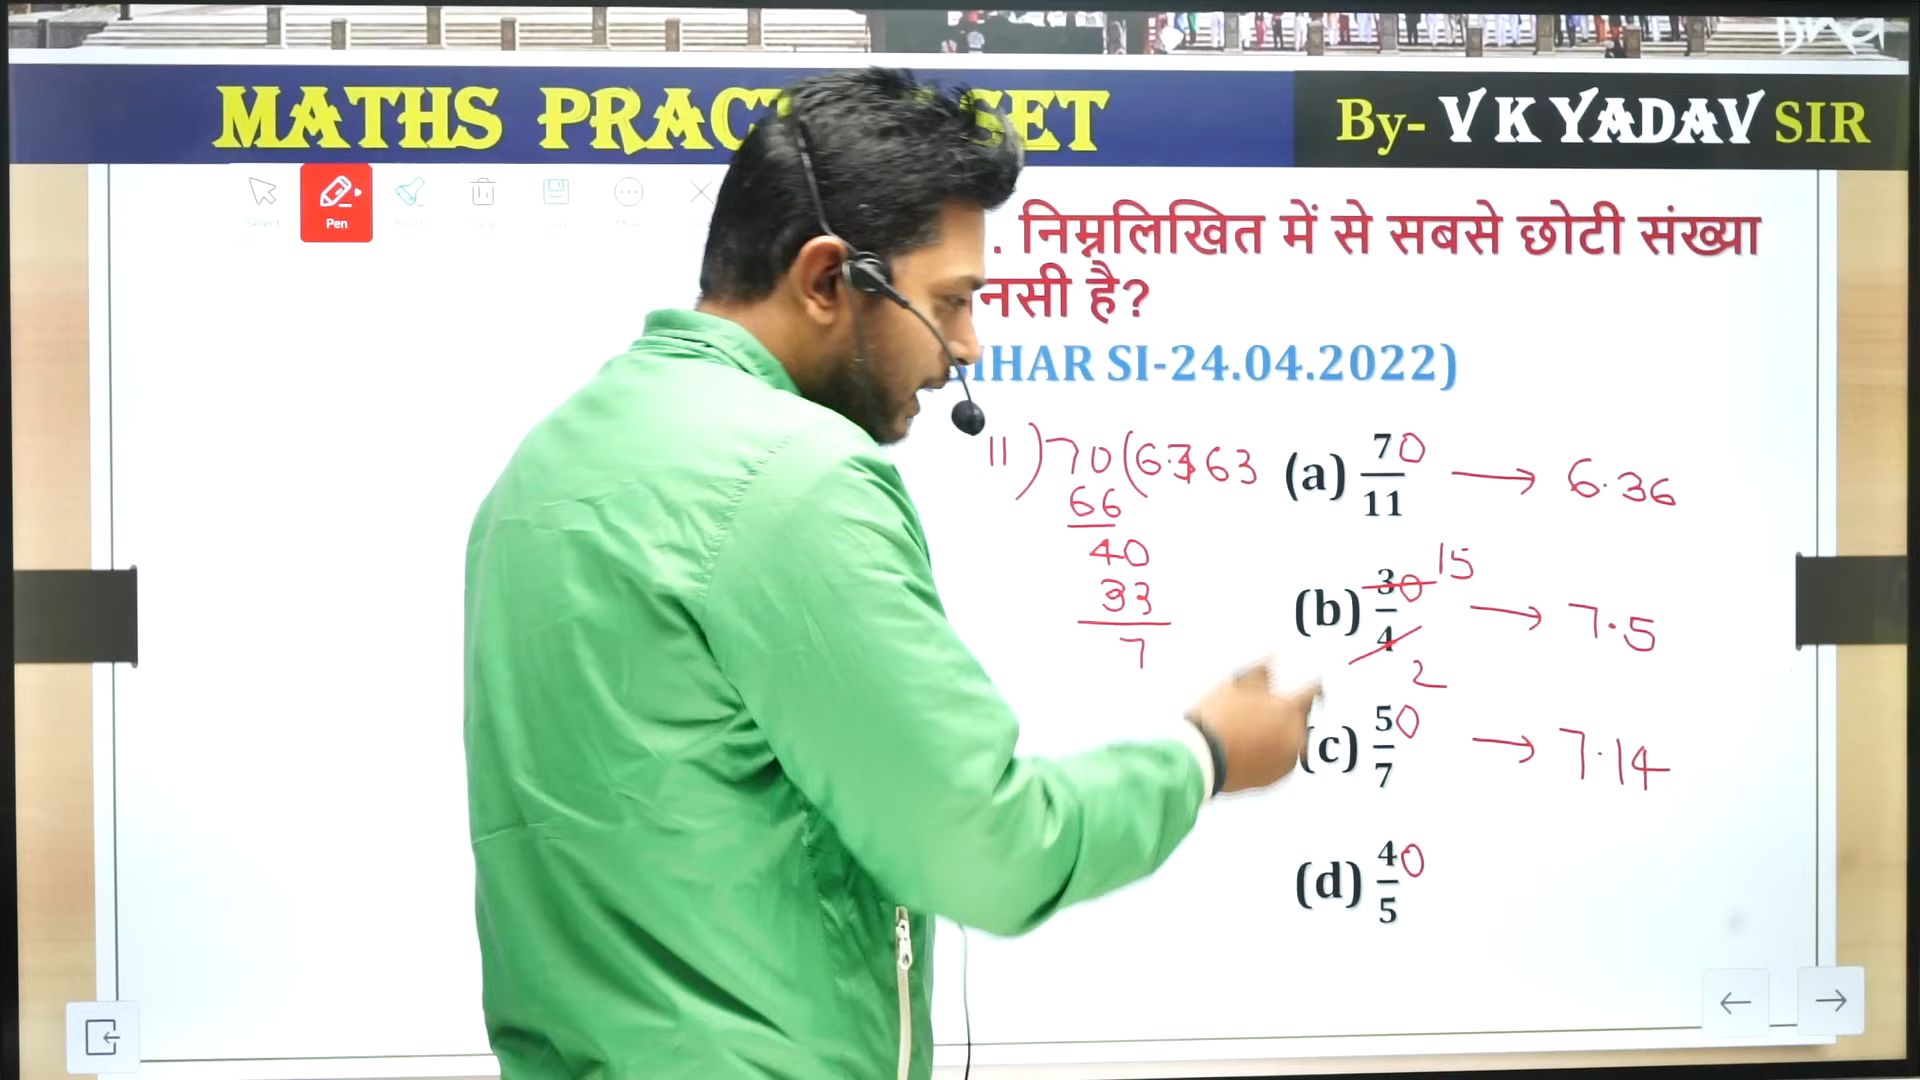 MATHS PRAC SET
By- V K YADAV SIR
Pen
. निम्नलिखित में से सबसे छोटी संख्या
नसी है?
IHAR SI-24.04.2022)
11)70(6.3 63
66
40
33
7
(a) 70/11 → 6.36
(b) 30/4 15 2 → 7.5
(c) 50/7 → 7.14
(d) 40/5